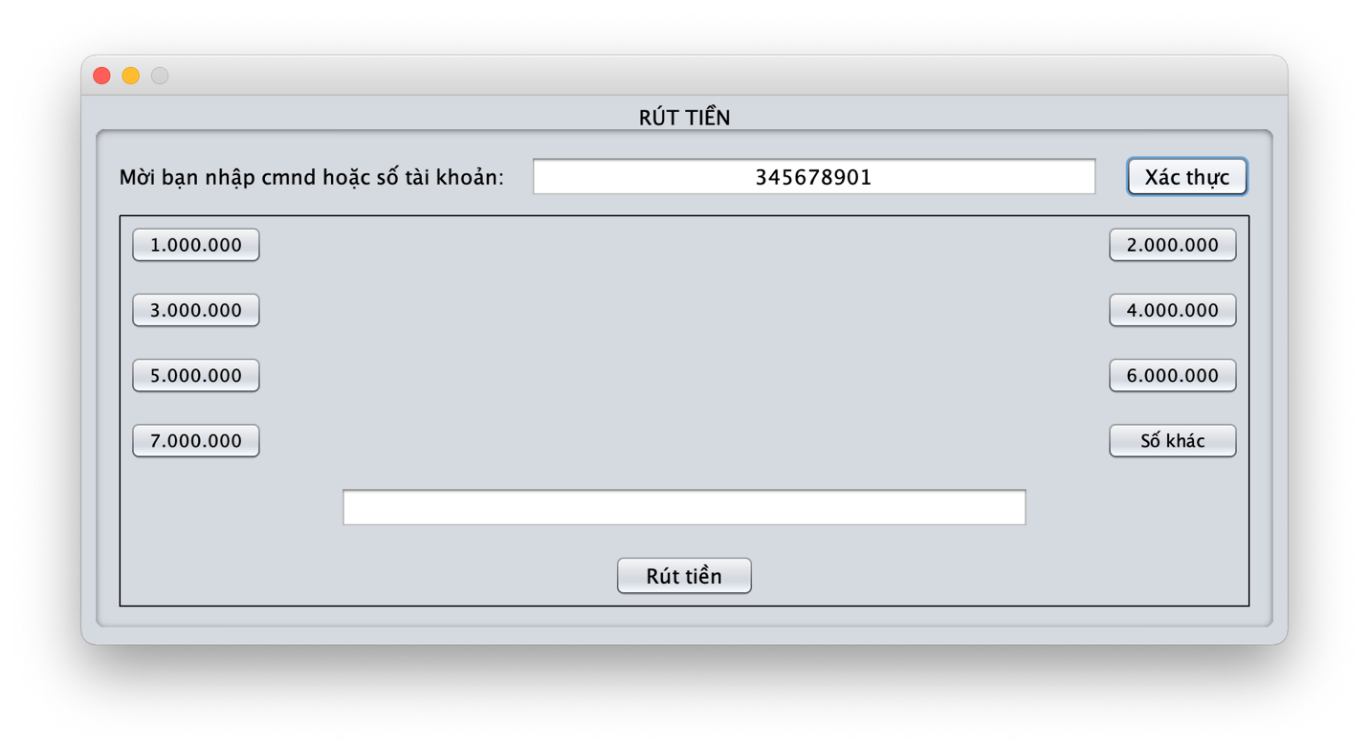 RÚT TIỀN
Mời bạn nhập cmnd hoặc số tài khoản: 345678901 Xác thực
1.000.000 2.000.000
3.000.000 4.000.000
5.000.000 6.000.000
7.000.000 Số khác
Rút tiền